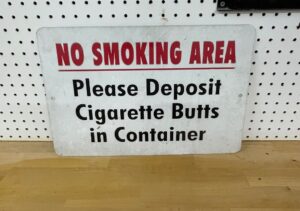 NO SMOKING AREA
Please Deposit
Cigarette Butts
in Container